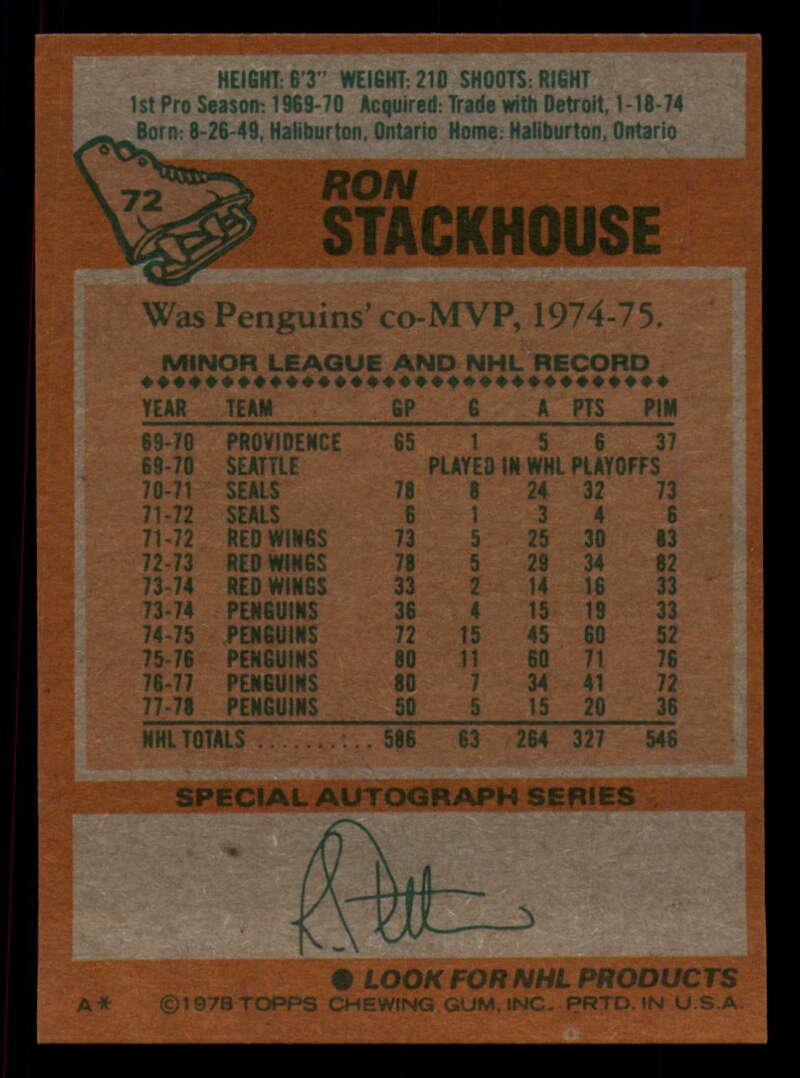 HEIGHT: 6'3" WEIGHT: 210 SHOOTS: RIGHT
1st Pro Season: 1969-70 Acquired: Trade with Detroit, 1-18-74
Born: 8-26-49, Haliburton, Ontario Home: Haliburton, Ontario
72
RON
STACKHOUSE
Was Penguins' co-MVP, 1974-75.
MINOR LEAGUE AND NHL RECORD
YEAR TEAM GP G A PTS PIM
69-70 PROVIDENCE 65 1 5 6 37
69-70 SEATTLE PLAYED IN WHL PLAYOFFS
70-71 SEALS 78 8 24 32 73
71-72 SEALS 6 1 3 4 6
71-72 RED WINGS 73 5 25 30 83
72-73 RED WINGS 78 5 29 34 82
73-74 RED WINGS 33 2 14 16 33
73-74 PENGUINS 36 4 15 19 33
74-75 PENGUINS 72 15 45 60 52
75-76 PENGUINS 80 11 60 71 76
76-77 PENGUINS 80 7 34 41 72
77-78 PENGUINS 50 5 15 20 36
NHL TOTALS .......... 586 63 264 327 546
SPECIAL AUTOGRAPH SERIES
● LOOK FOR NHL PRODUCTS
A* ©1978 TOPPS CHEWING GUM, INC. PRTD. IN U.S.A.